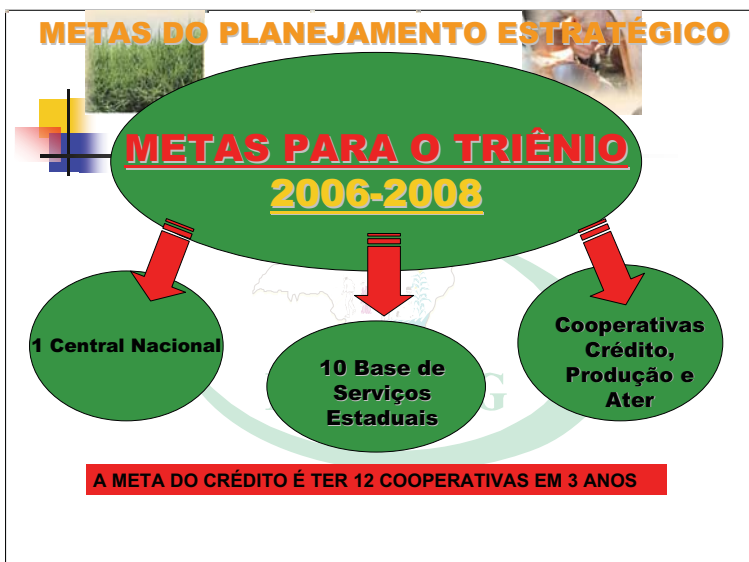 METAS DO PLANEJAMENTO ESTRATÉGICO
METAS PARA O TRIÊNIO
2006-2008
1 Central Nacional
10 Base de
Serviços
Estaduais
Cooperativas
Crédito,
Produção e
Ater
A META DO CRÉDITO É TER 12 COOPERATIVAS EM 3 ANOS